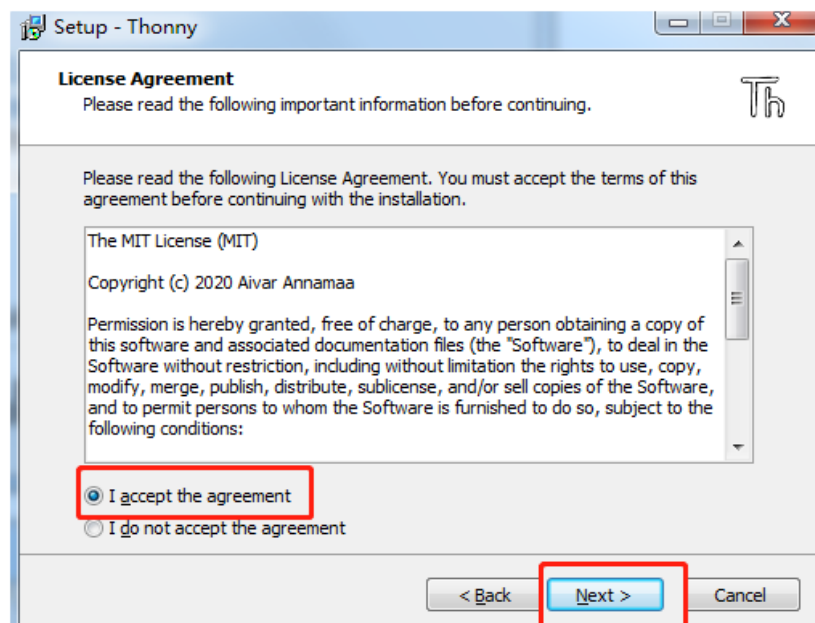 Setup - Thonny
License Agreement
Please read the following important information before continuing.
Th
Please read the following License Agreement. You must accept the terms of this
agreement before continuing with the installation.
The MIT License (MIT)
Copyright (c) 2020 Aivar Annamaa
Permission is hereby granted, free of charge, to any person obtaining a copy of
this software and associated documentation files (the "Software"), to deal in the
Software without restriction, including without limitation the rights to use, copy,
modify, merge, publish, distribute, sublicense, and/or sell copies of the Software,
and to permit persons to whom the Software is furnished to do so, subject to the
following conditions:
I accept the agreement
I do not accept the agreement
< Back
Next >
Cancel